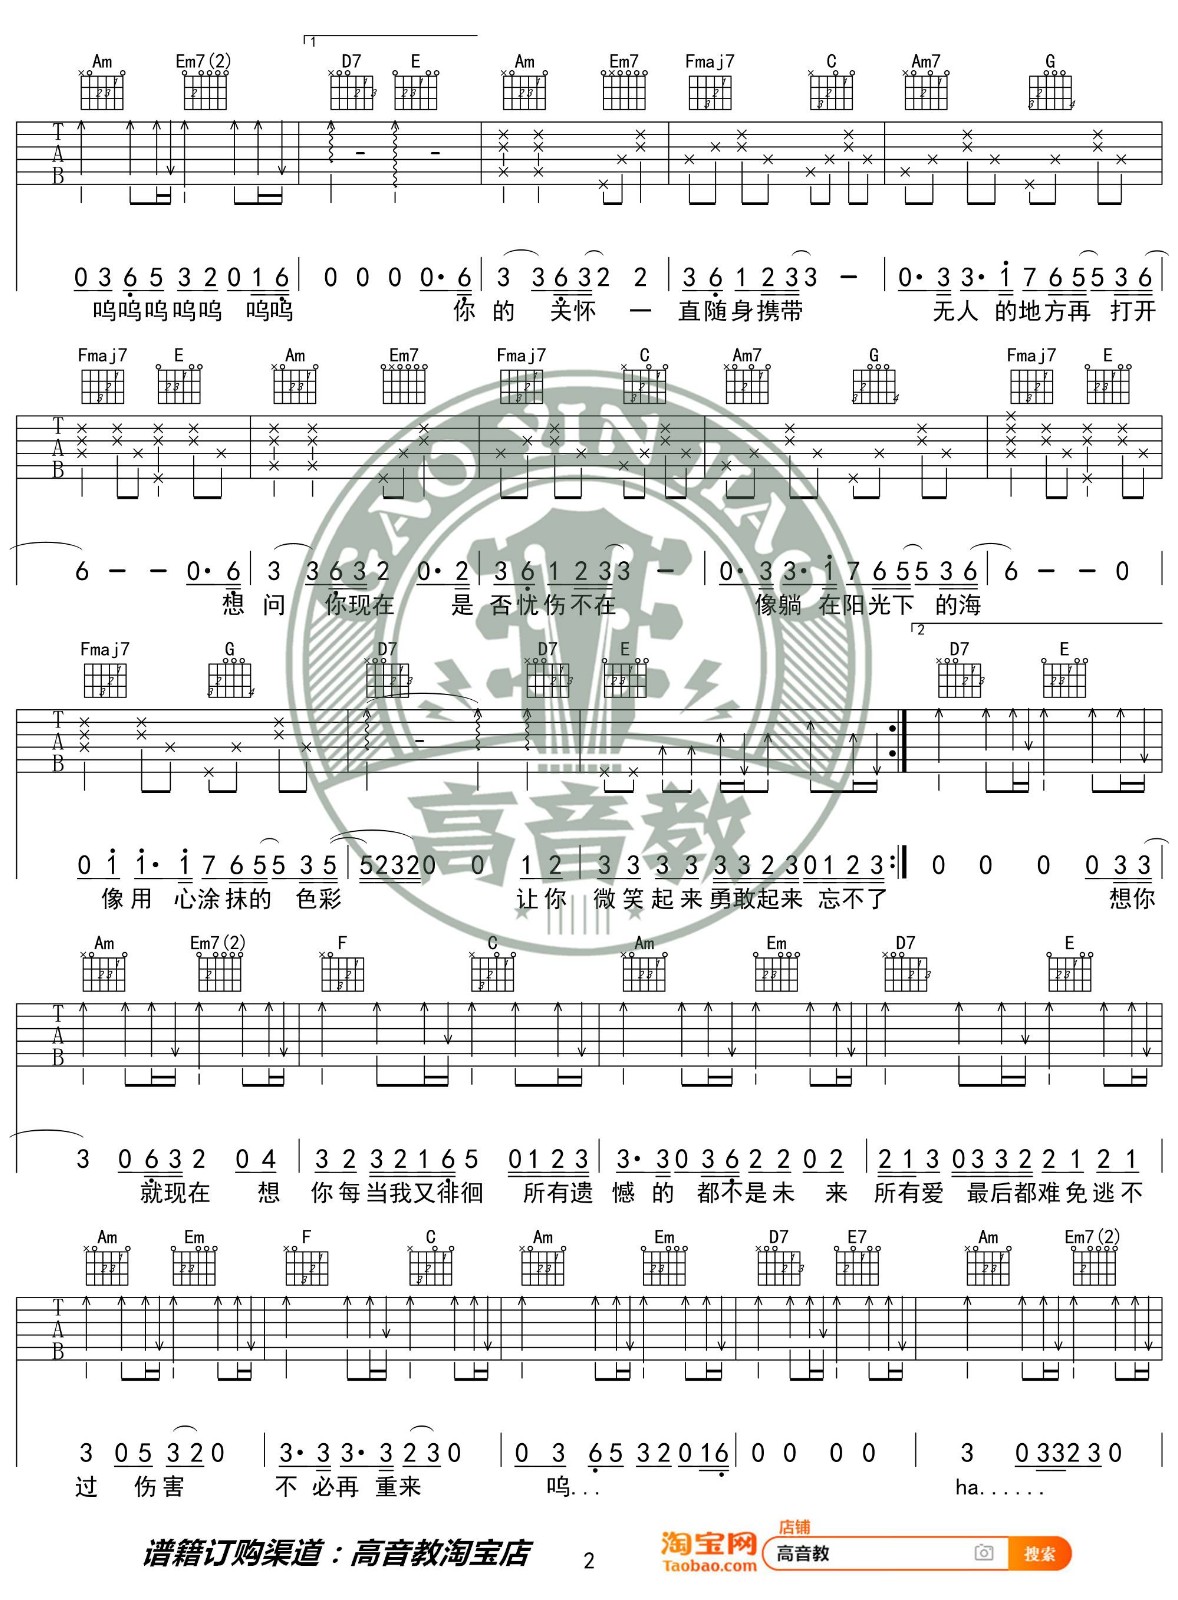 1
Am Em7(2) D7 E Am Em7 Fmaj7 C Am7 G
T
A
B
0 3 6 5 3 2 0 1 6 0 0 0 0· 6 3 3 6 3 2 2 3 6 1 2 3 3 – 0· 3 3· 1 7 6 5 5 3 6
呜呜呜呜呜 呜呜 你 的 关怀 一 直随身携带 无人 的地方再 打开
Fmaj7 E Am Em7 Fmaj7 C Am7 G Fmaj7 E
T
A
B
GAO YIN JIAO
6 – – 0· 6 3 3 6 3 2 0· 2 3 6 1 2 3 3 – 0· 3 3· 1 7 6 5 5 3 6 6 – – 0
想 问 你现在 是 否忧伤不在 像躺 在阳光下 的海
2
Fmaj7 G D7 D7 E D7 E
T
A
B
高音教
0 1 1· 1 7 6 5 5 3 5 5 2 3 2 0 0 1 2 3 3 3 3 3 3 2 3 0 1 2 3 0 0 0 0 3 3
像用 心涂抹的 色彩 让你 微笑起来勇敢起来 忘不了 想你
Am Em7(2) F C Am Em D7 E
T
A
B
3 0 6 3 2 0 4 3 2 3 2 1 6 5 0 1 2 3 3· 3 0 3 6 2 2 0 2 2 1 3 0 3 3 2 2 1 2 1
就现在 想 你每当我又徘徊 所有遗 憾的 都不是未 来 所有爱 最后都难免逃不
Am Em F C Am Em D7 E7 Am Em7(2)
T
A
B
3 0 5 3 2 0 3· 3 3· 3 2 3 0 0 3 6 5 3 2 0 1 6 0 0 0 0 3 0 3 3 2 3 0
过 伤害 不 必再 重来 呜... ha......
谱籍订购渠道：高音教淘宝店
2
淘宝网
Taobao.com
店铺
高音教
搜索